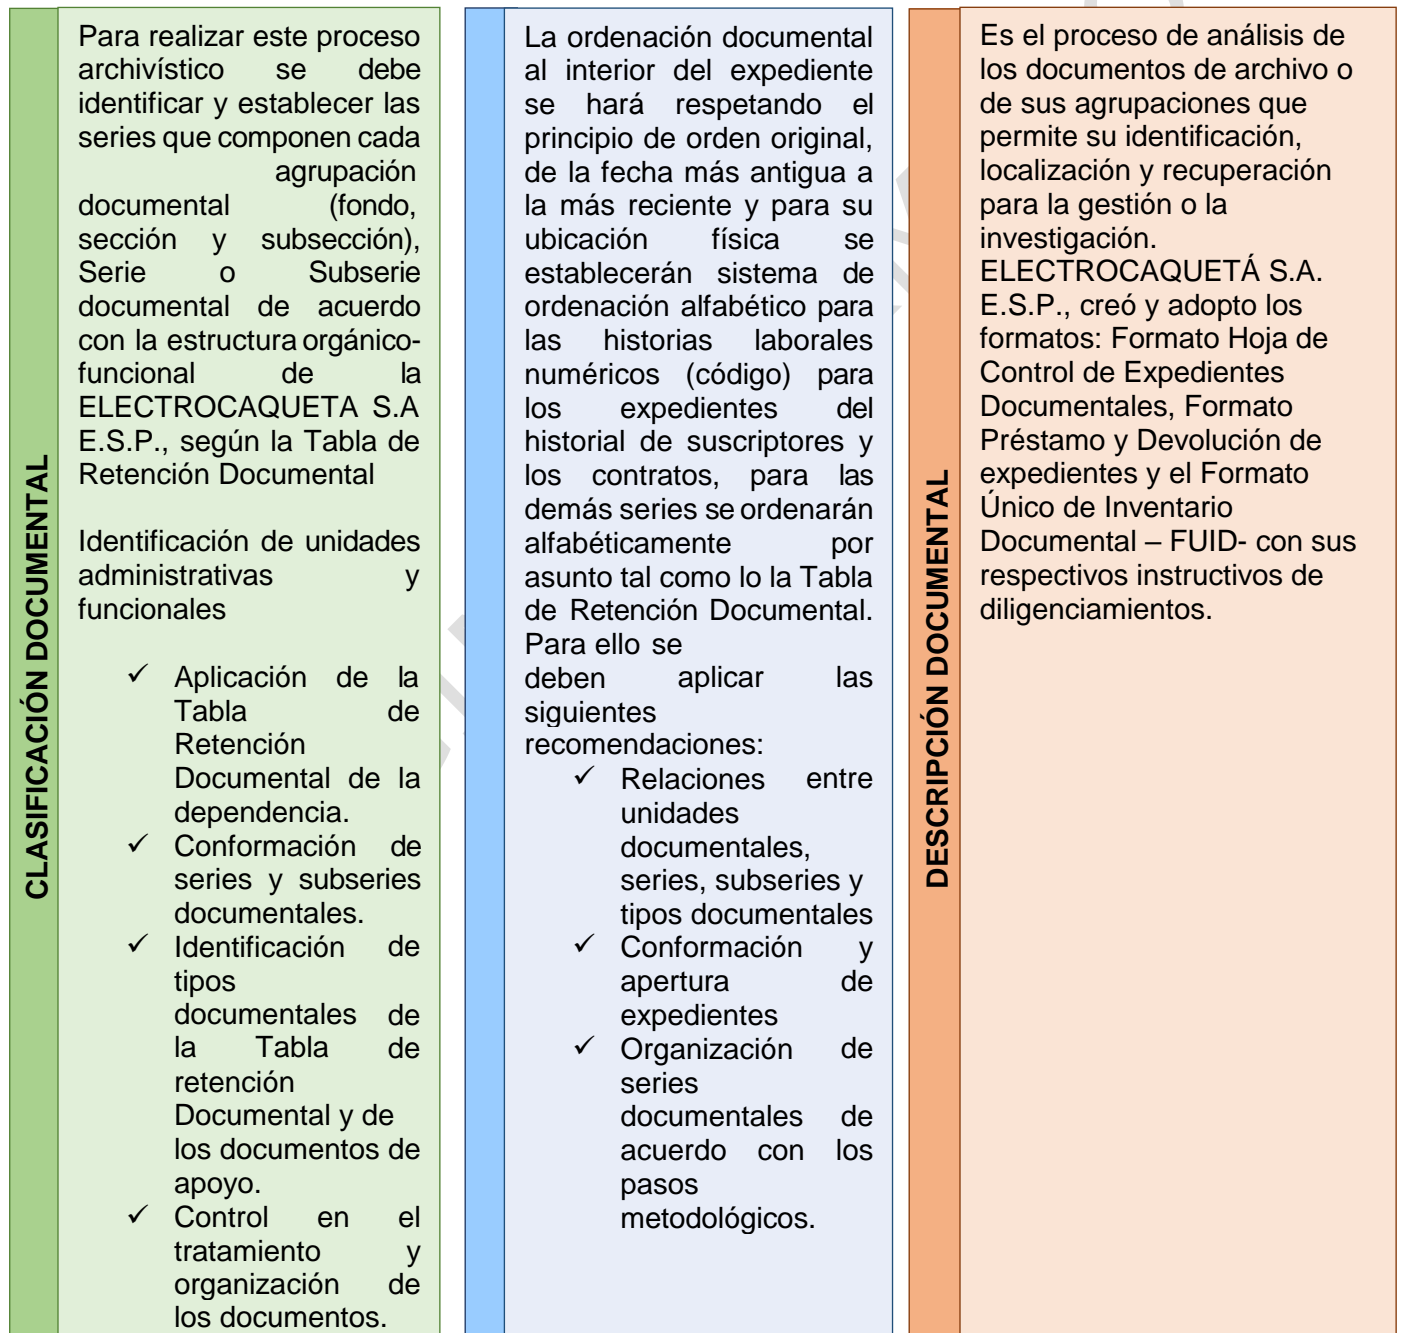 CLASIFICACIÓN DOCUMENTAL
Para realizar este proceso
archivístico se debe
identificar y establecer las
series que componen cada
agrupación
documental (fondo,
sección y subsección),
Serie o Subserie
documental de acuerdo
con la estructura orgánico-
funcional de la
ELECTROCAQUETA S.A
E.S.P., según la Tabla de
Retención Documental
Identificación de unidades
administrativas y
funcionales
✓ Aplicación de la
Tabla de
Retención
Documental de la
dependencia.
✓ Conformación de
series y subseries
documentales.
✓ Identificación de
tipos
documentales de
la Tabla de
retención
Documental y de
los documentos de
apoyo.
✓ Control en el
tratamiento y
organización de
los documentos.
La ordenación documental
al interior del expediente
se hará respetando el
principio de orden original,
de la fecha más antigua a
la más reciente y para su
ubicación física se
establecerán sistema de
ordenación alfabético para
las historias laborales
numéricos (código) para
los expedientes del
historial de suscriptores y
los contratos, para las
demás series se ordenarán
alfabéticamente por
asunto tal como lo la Tabla
de Retención Documental.
Para ello se
deben aplicar las
siguientes
recomendaciones:
✓ Relaciones entre
unidades
documentales,
series, subseries y
tipos documentales
✓ Conformación y
apertura de
expedientes
✓ Organización de
series
documentales de
acuerdo con los
pasos
metodológicos.
DESCRIPCIÓN DOCUMENTAL
Es el proceso de análisis de
los documentos de archivo o
de sus agrupaciones que
permite su identificación,
localización y recuperación
para la gestión o la
investigación.
ELECTROCAQUETÁ S.A.
E.S.P., creó y adopto los
formatos: Formato Hoja de
Control de Expedientes
Documentales, Formato
Préstamo y Devolución de
expedientes y el Formato
Único de Inventario
Documental – FUID- con sus
respectivos instructivos de
diligenciamientos.